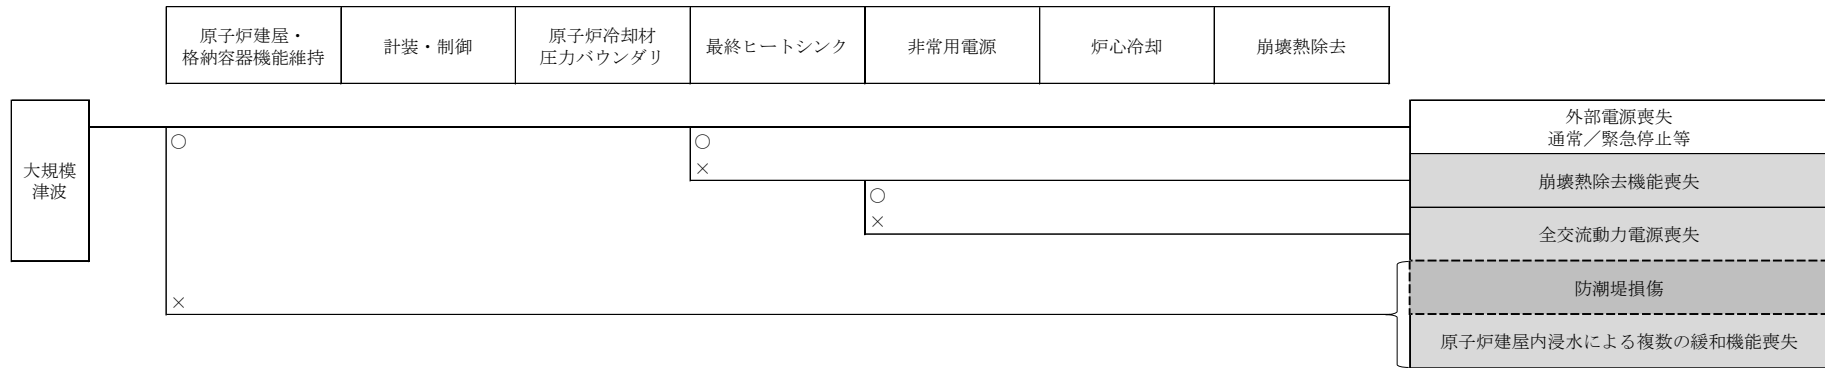 原子炉建屋・
格納容器機能維持
計装・制御
原子炉冷却材
圧力バウンダリ
最終ヒートシンク
非常用電源
炉心冷却
崩壊熱除去
大規模
津波
○
○
×
○
×
×
外部電源喪失
通常／緊急停止等
崩壊熱除去機能喪失
全交流動力電源喪失
防潮堤損傷
原子炉建屋内浸水による複数の緩和機能喪失